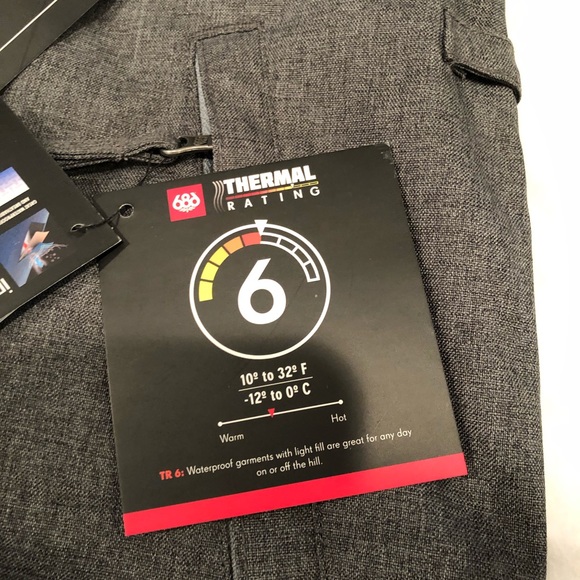 686
THERMAL
RATING
6
10º to 32º F
-12º to 0º C
Warm Hot
TR 6: Waterproof garments with light fill are great for any day
on or off the hill.